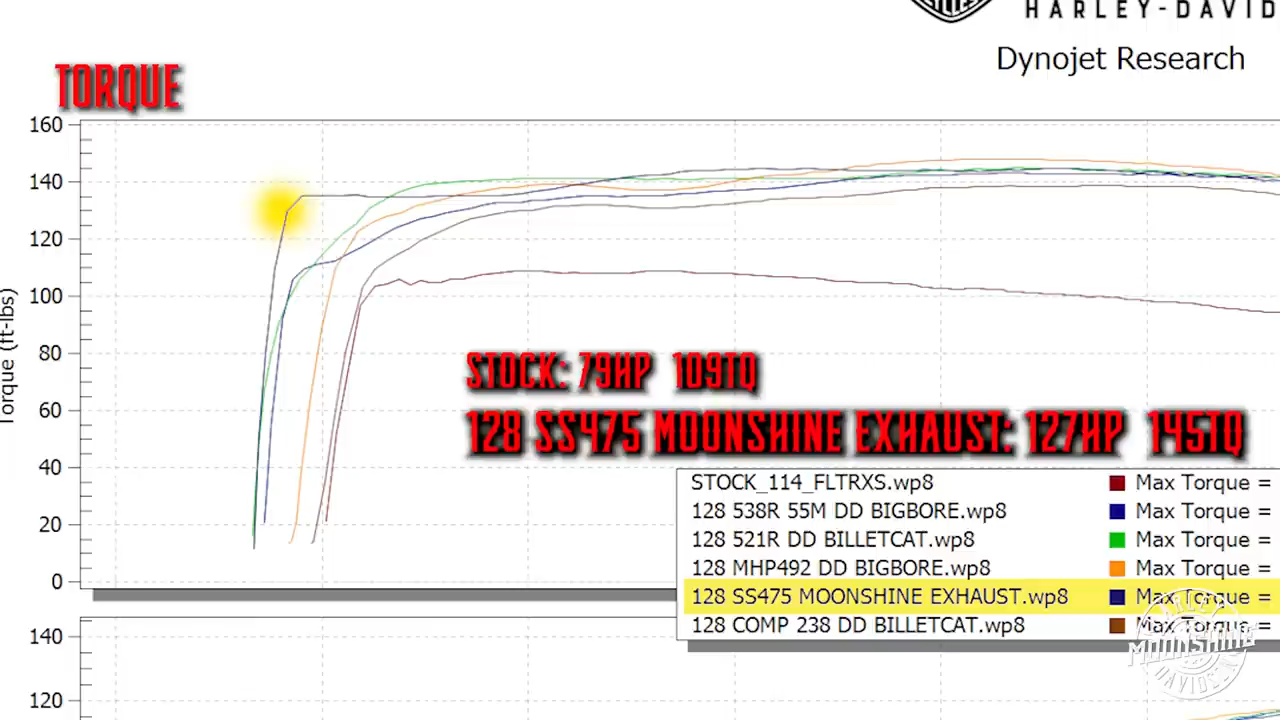 HARLEY-DAVID
Dynojet Research
TORQUE
160
140
120
100
80
60
40
20
0
Torque (ft-lbs)
STOCK: 79HP 109TQ
128 SS475 MOONSHINE EXHAUST: 127HP 145TQ
STOCK_114_FLTRXS.wp8 Max Torque =
128 538R 55M DD BIGBORE.wp8 Max Torque =
128 521R DD BILLETCAT.wp8 Max Torque =
128 MHP492 DD BIGBORE.wp8 Max Torque =
128 SS475 MOONSHINE EXHAUST.wp8 Max Torque =
128 COMP 238 DD BILLETCAT.wp8 Max Torque =
MOONSHINE
140
120